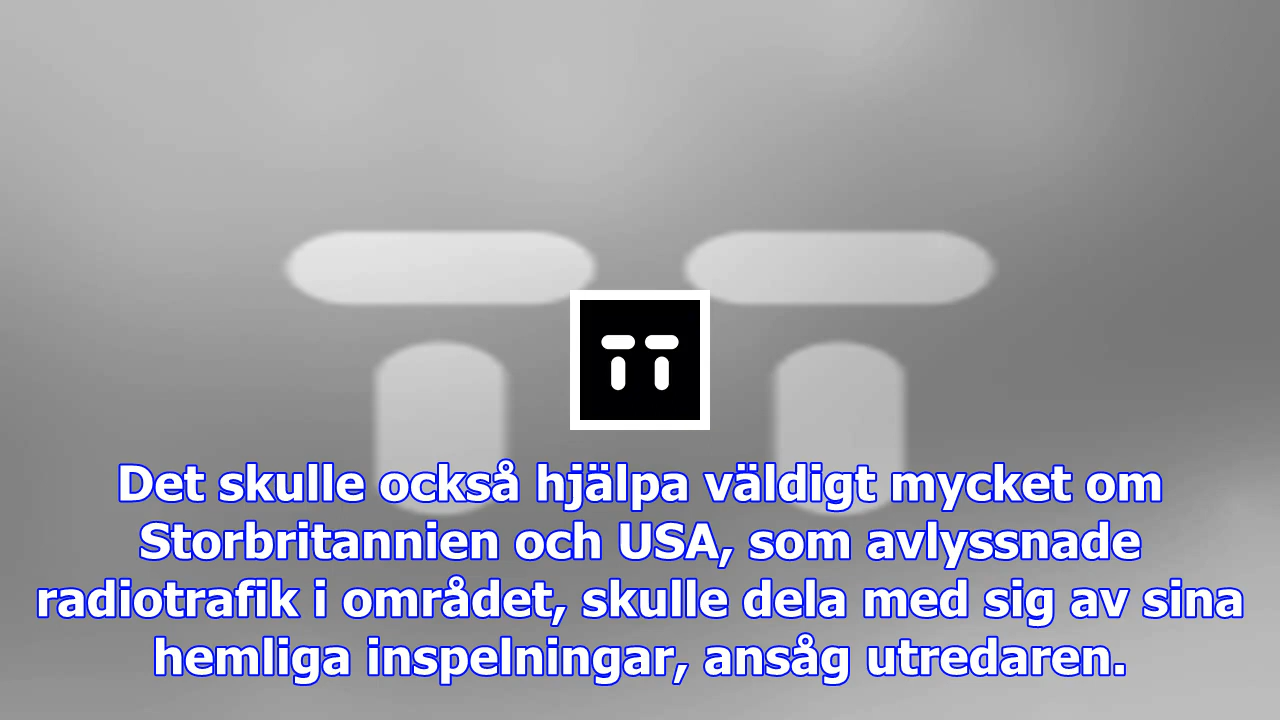 Det skulle också hjälpa väldigt mycket om
Storbritannien och USA, som avlyssnade
radiotrafik i området, skulle dela med sig av sina
hemliga inspelningar, ansåg utredaren.